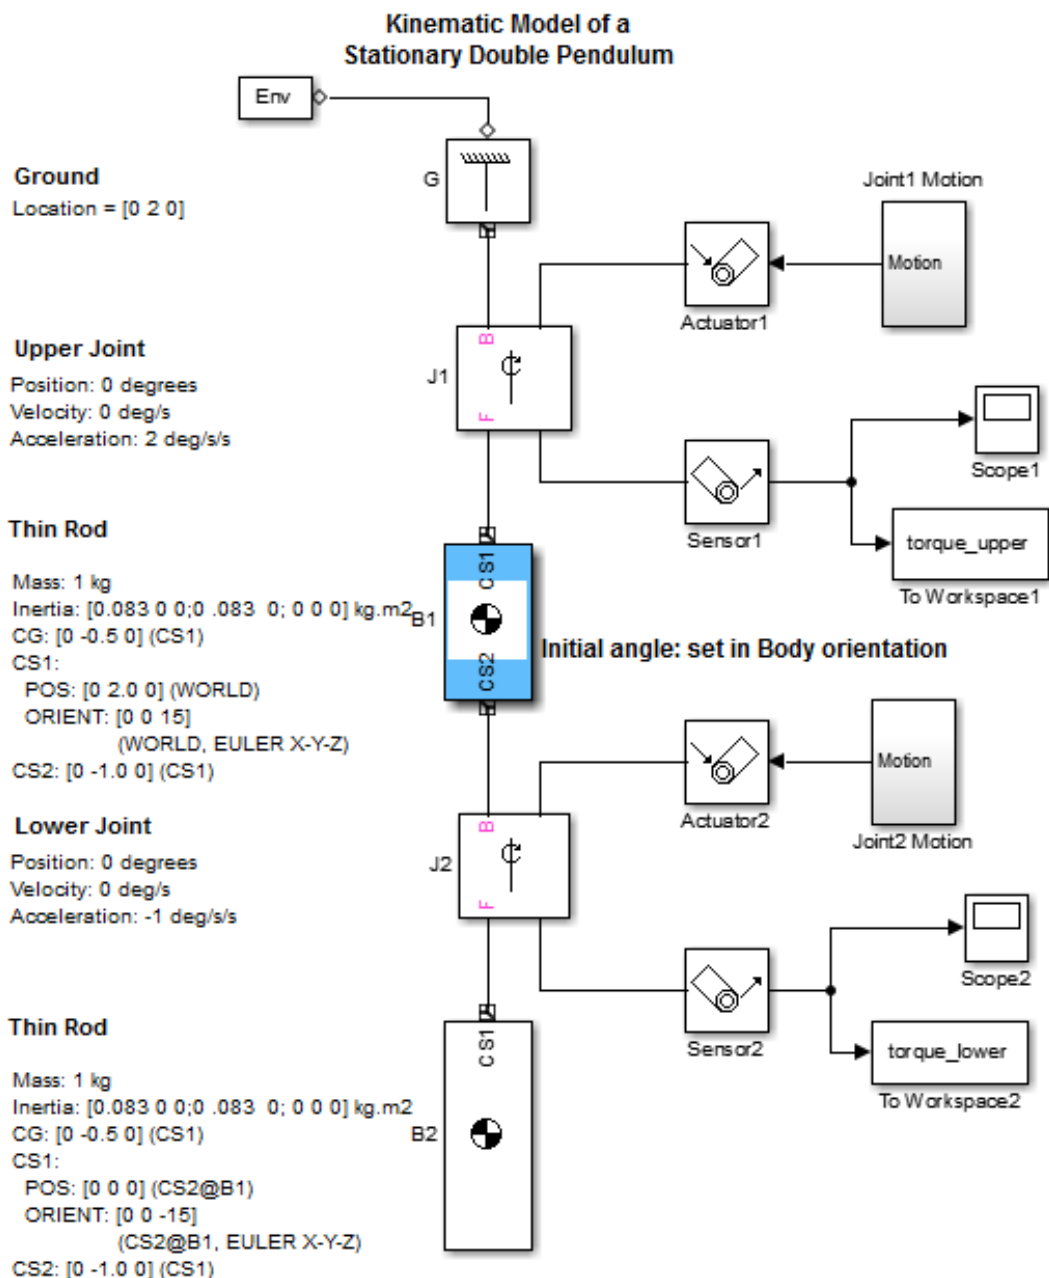 Kinematic Model of a
Stationary Double Pendulum
Env
Ground
Location = [0 2 0]
G
Joint1 Motion
Motion
Actuator1
Upper Joint
Position: 0 degrees
Velocity: 0 deg/s
Acceleration: 2 deg/s/s
B
J1
F
Scope1
Sensor1
torque_upper
To Workspace1
Thin Rod
Mass: 1 kg
Inertia: [0.083 0 0;0 .083 0; 0 0 0] kg.m2
CG: [0 -0.5 0] (CS1)
CS1:
POS: [0 2.0 0] (WORLD)
ORIENT: [0 0 15]
(WORLD, EULER X-Y-Z)
CS2: [0 -1.0 0] (CS1)
CS1
B1
CS2
Initial angle: set in Body orientation
Motion
Actuator2
Joint2 Motion
Lower Joint
Position: 0 degrees
Velocity: 0 deg/s
Acceleration: -1 deg/s/s
B
J2
F
Scope2
Sensor2
torque_lower
To Workspace2
Thin Rod
Mass: 1 kg
Inertia: [0.083 0 0;0 .083 0; 0 0 0] kg.m2
CG: [0 -0.5 0] (CS1)
CS1:
POS: [0 0 0] (CS2@B1)
ORIENT: [0 0 -15]
(CS2@B1, EULER X-Y-Z)
CS2: [0 -1.0 0] (CS1)
CS1
B2